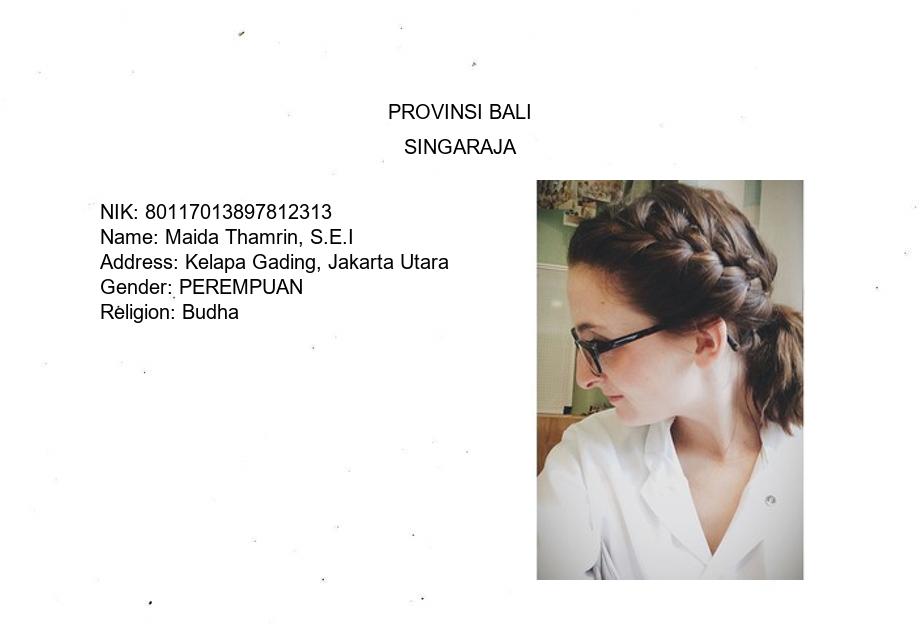 PROVINSI BALI
SINGARAJA
NIK: 80117013897812313
Name: Maida Thamrin, S.E.I
Address: Kelapa Gading, Jakarta Utara
Gender: PEREMPUAN
Religion: Budha